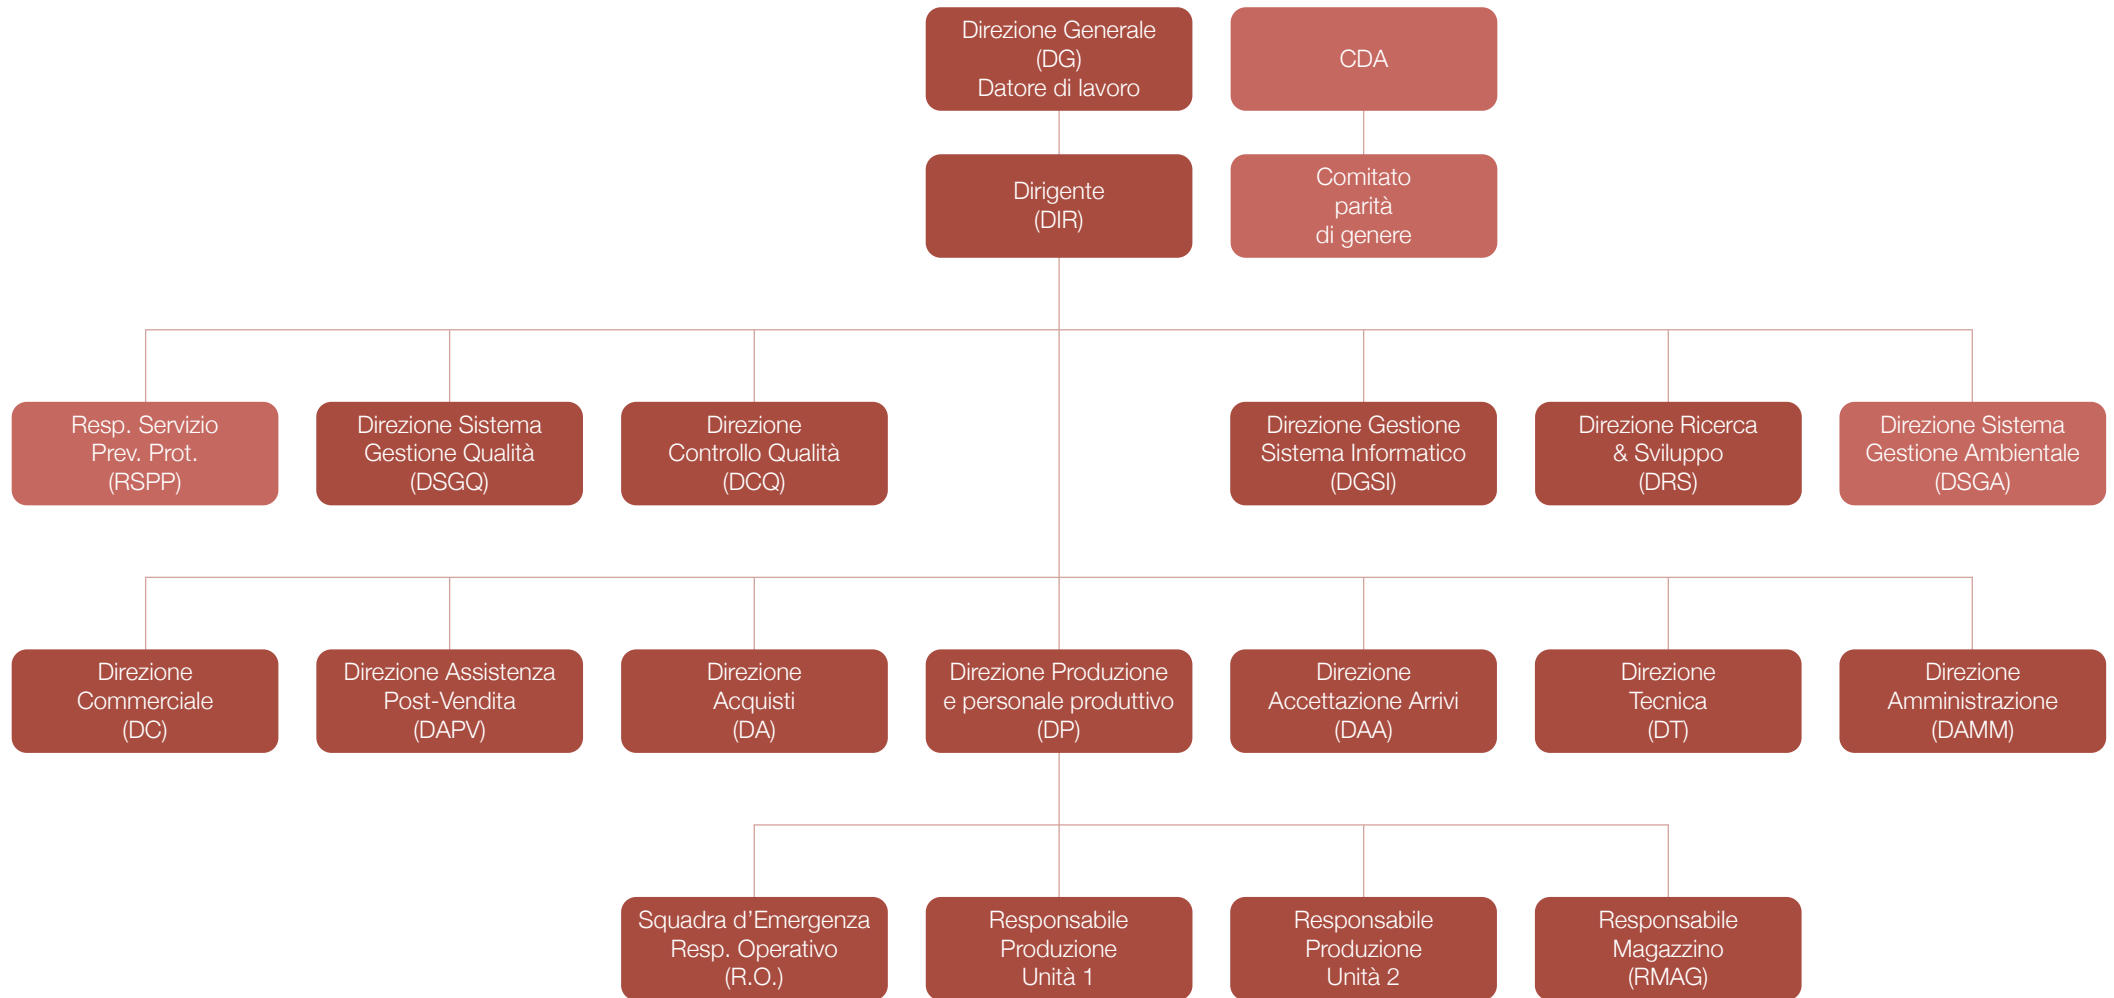 Direzione Generale
(DG)
Datore di lavoro
CDA
Dirigente
(DIR)
Comitato
parità
di genere
Resp. Servizio
Prev. Prot.
(RSPP)
Direzione Sistema
Gestione Qualità
(DSGQ)
Direzione
Controllo Qualità
(DCQ)
Direzione Gestione
Sistema Informatico
(DGSI)
Direzione Ricerca
& Sviluppo
(DRS)
Direzione Sistema
Gestione Ambientale
(DSGA)
Direzione
Commerciale
(DC)
Direzione Assistenza
Post-Vendita
(DAPV)
Direzione
Acquisti
(DA)
Direzione Produzione
e personale produttivo
(DP)
Direzione
Accettazione Arrivi
(DAA)
Direzione
Tecnica
(DT)
Direzione
Amministrazione
(DAMM)
Squadra d’Emergenza
Resp. Operativo
(R.O.)
Responsabile
Produzione
Unità 1
Responsabile
Produzione
Unità 2
Responsabile
Magazzino
(RMAG)